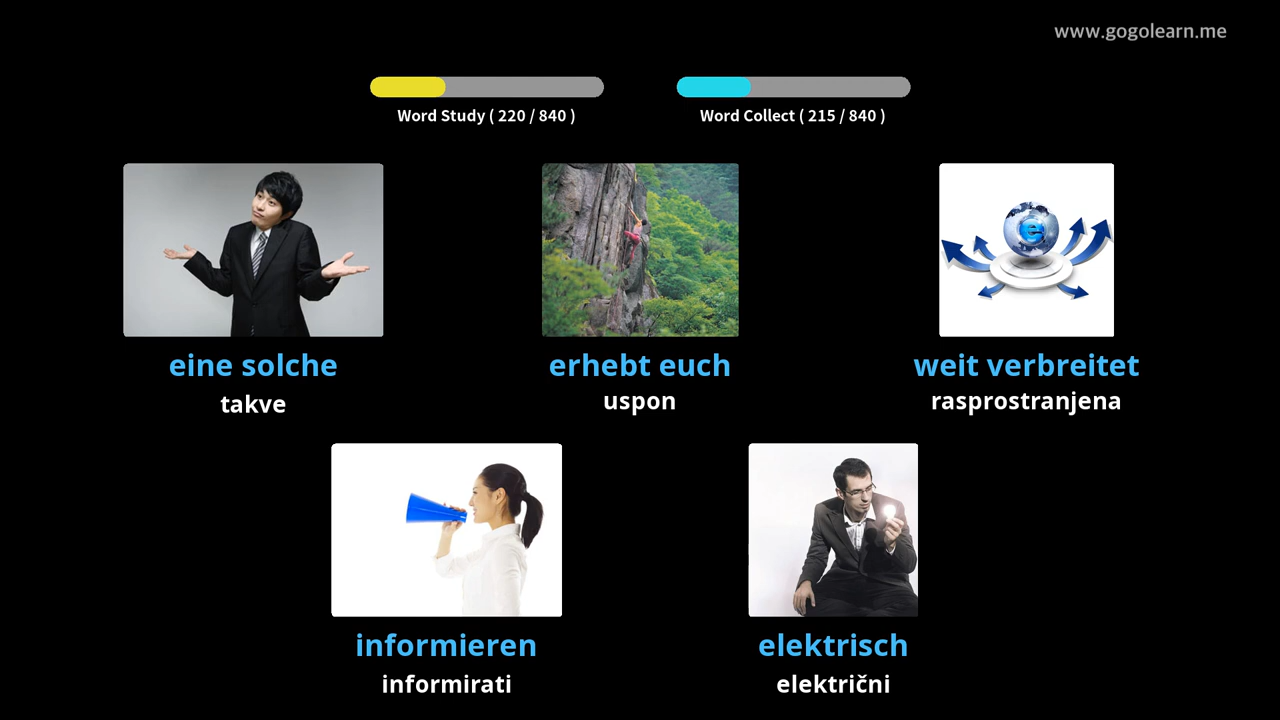 www.gogolearn.me
Word Study ( 220 / 840 )
Word Collect ( 215 / 840 )
eine solche
takve
erhebt euch
uspon
weit verbreitet
rasprostranjena
informieren
informirati
elektrisch
električni